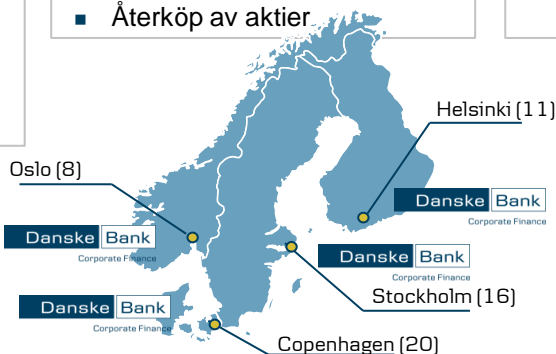 ▪ Återköp av aktier
Helsinki (11)
Oslo (8)
Danske Bank
Corporate Finance
Danske Bank
Corporate Finance
Danske Bank
Corporate Finance
Stockholm (16)
Danske Bank
Corporate Finance
Copenhagen (20)